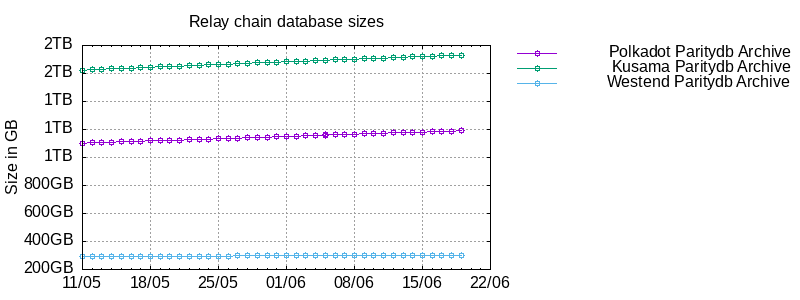 Relay chain database sizes
2TB
2TB
1TB
1TB
1TB
800GB
600GB
400GB
200GB
Size in GB
11/05 18/05 25/05 01/06 08/06 15/06 22/06
Polkadot Paritydb Archive
Kusama Paritydb Archive
Westend Paritydb Archive